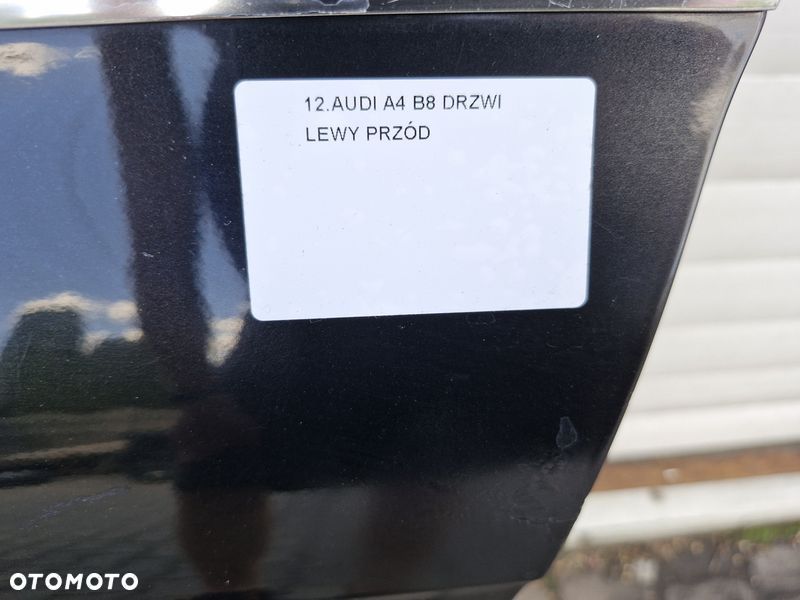 12.AUDI A4 B8 DRZWI
LEWY PRZÓD
OTOMOTO